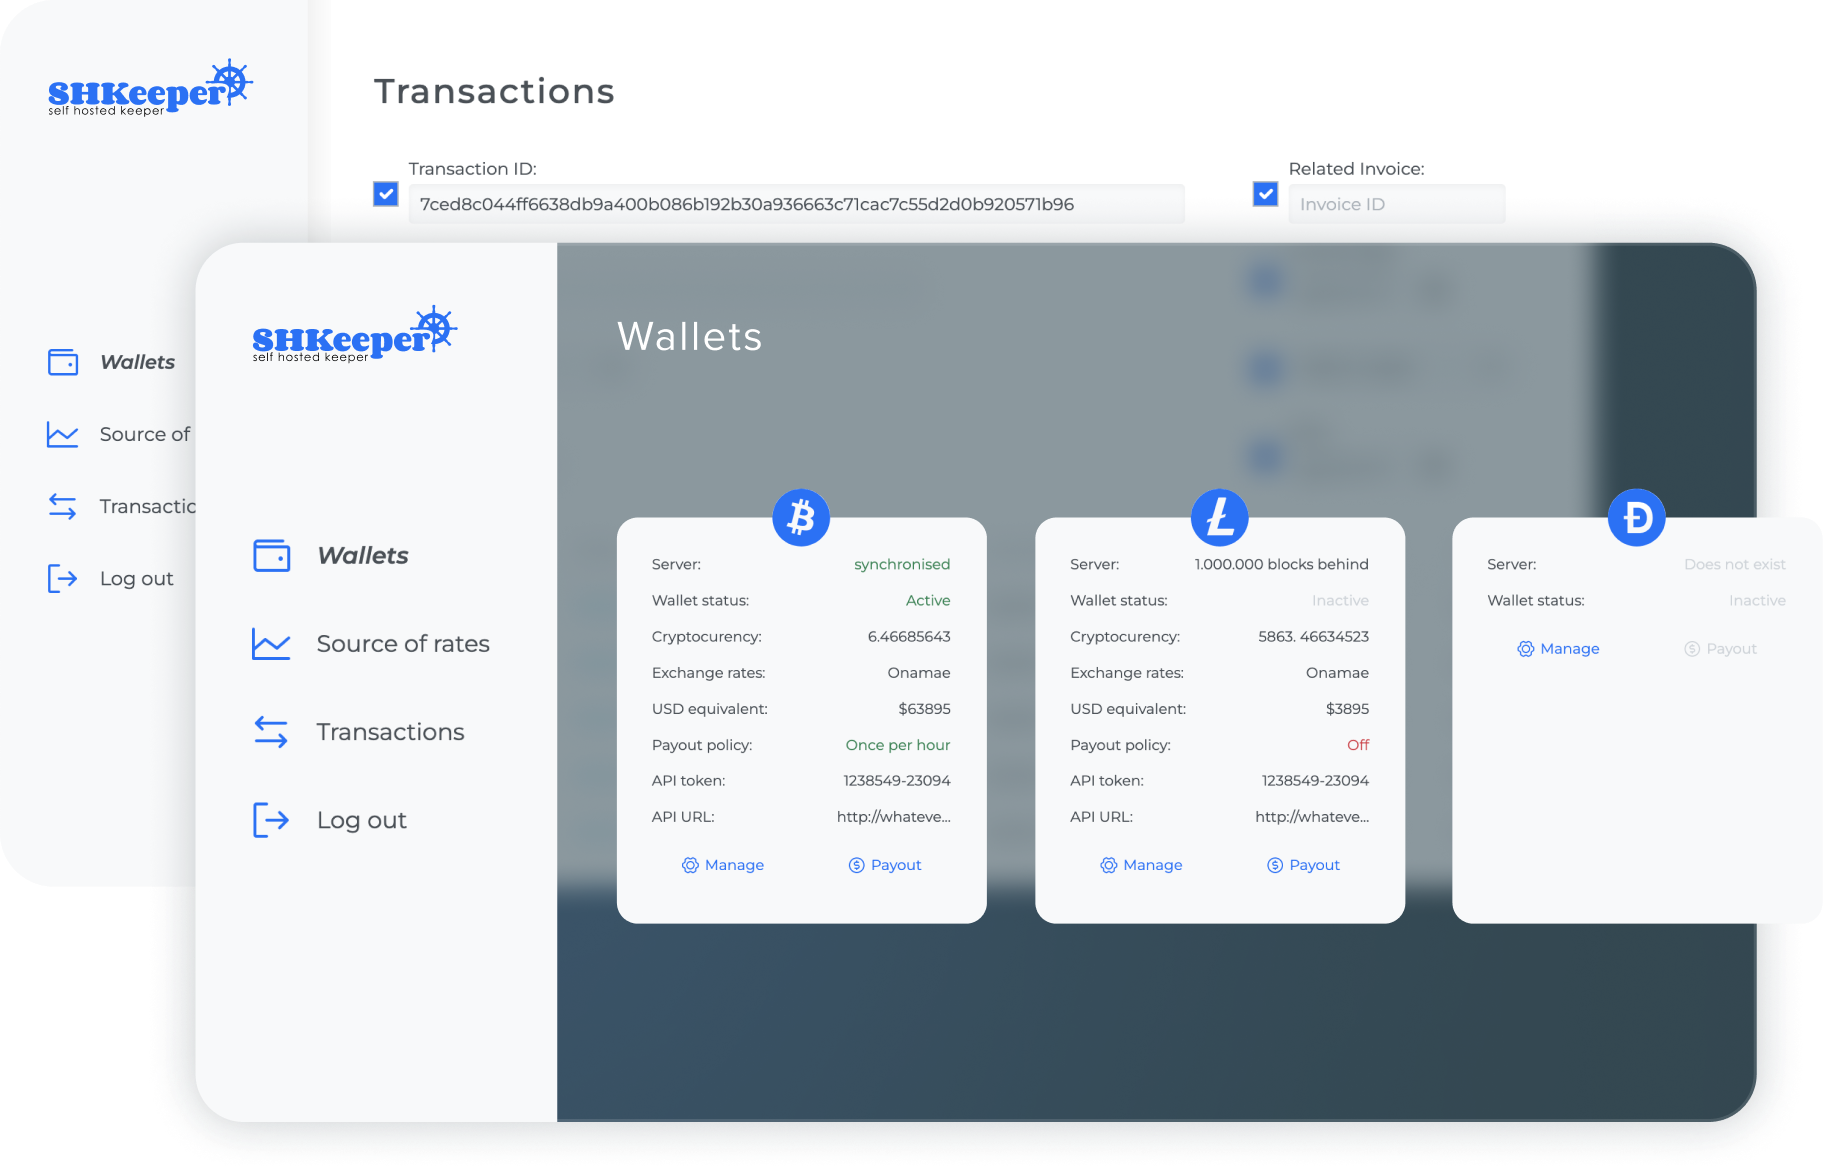 SHKeeper
self hosted keeper
Transactions
Transaction ID:
7ced8c044ff6638db9a400b086b192b30a936663c71cac7c55d2d0b920571b96
Related Invoice:
Invoice ID
Wallets
Source of
Transactio
Log out
SHKeeper
self hosted keeper
Wallets
Source of rates
Transactions
Log out
Wallets
Server: synchronised
Wallet status: Active
Cryptocurency: 6.46685643
Exchange rates: Onamae
USD equivalent: $63895
Payout policy: Once per hour
API token: 1238549-23094
API URL: http://whateve...
Manage Payout
Server: 1.000.000 blocks behind
Wallet status: Inactive
Cryptocurency: 5863. 46634523
Exchange rates: Onamae
USD equivalent: $3895
Payout policy: Off
API token: 1238549-23094
API URL: http://whateve...
Manage Payout
Server: Does not exist
Wallet status: Inactive
Manage Payout